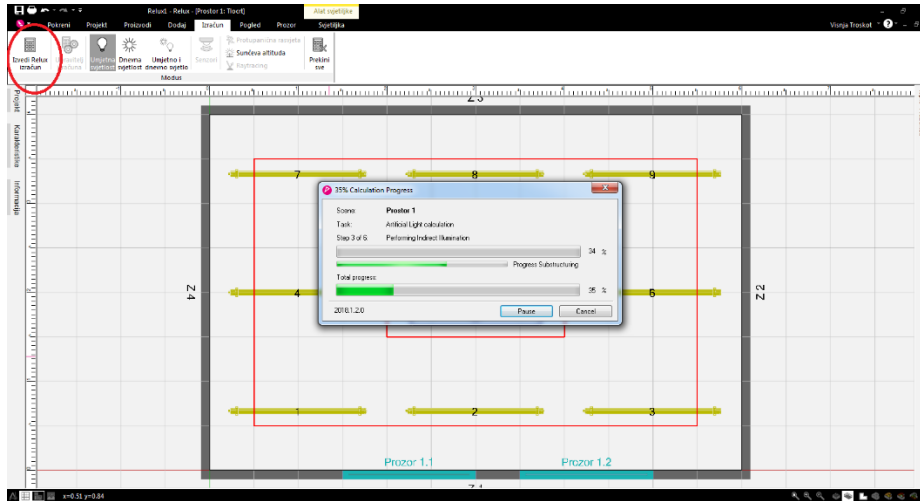 Relux1 - Relux - [Prostor 1: Tlocrt]
Alat svjetiljke
Pokreni Projekt Proizvodi Dodaj Izračun Pogled Prozor Svjetiljka
Visnja Troskot
Izvedi Relux izračun
Umjetna svjetlost
Dnevna svjetlost
Umjetno i dnevno svjetlo
Senzori
Sunčeva altituda
Raytracing
Prekini sve
Modus
Projekt
Karakteristike
Informacija
Z 3
7 8 9
35% Calculation Progress
Scene: Prostor 1
Task: Artificial Light calculation
Step 3 of 6: Performing Indirect Illumination
34 %
Progress Substructuring
Total progress
35 %
2018.1.2.0
Pause Cancel
Z 4
4
6
Z 2
1 2 3
Prozor 1.1 Prozor 1.2
x=0.51 y=0.84